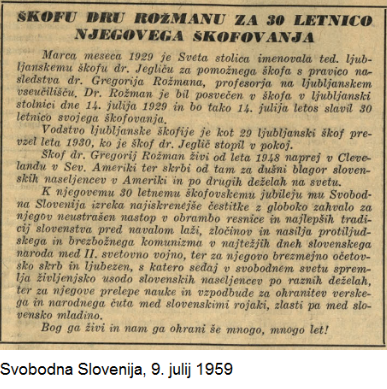 ŠKOFU DRU ROŽMANU ZA 30 LETNICO
NJEGOVEGA ŠKOFOVANJA
Marca meseca 1929 je Sveta stolica imenovala ted. ljub-
ljanskemu škofu dr. Jegliču za pomožnega škofa s pravico na-
sledstva dr. Gregorija Rožmana, profesorja na ljubljanskem
vseučilišču. Dr. Rožman je bil posvečen v škofa v ljubljanski
stolnici dne 14. julija 1929 in bo tako 14. julija letos slavil 30
letnico svojega škofovanja.
Vodstvo ljubljanske škofije je kot 29 ljubljanski škof pre-
vzel leta 1930, ko je škof dr. Jeglič stopil v pokoj.
Škof dr. Gregorij Rožman živi od leta 1948 naprej v Cleve-
landu v Sev. Ameriki ter skrbi od tam za dušni blagor sloven-
skih naseljencev v Ameriki in po drugih deželah na svetu.
K njegovemu 30 letnemu škofovskemu jubileju mu Svobod-
na Slovenija izreka najiskrenejše čestitke z globoko zahvalo za
njegov neustrašen nastop v obrambo resnice in najlepših tradi-
cij slovenstva pred navalom laži, zločinov in nasilja protiljud-
skega in brezbožnega komunizma v najtežjih dneh slovenskega
naroda med II. svetovno vojno, ter za njegovo brezmejno očetov-
sko skrb in ljubezen, s katero sedaj v svobodnem svetu sprem-
lja življenjsko usodo slovenskih naseljencev po raznih deželah,
ter za njegove prelepe nauke in vzpodbude za ohranitev verske-
ga in narodnega čuta med slovenskimi rojaki, zlasti pa med slo-
vensko mladino.
Bog ga živi in nam ga ohrani še mnogo, mnogo let!
Svobodna Slovenija, 9. julij 1959